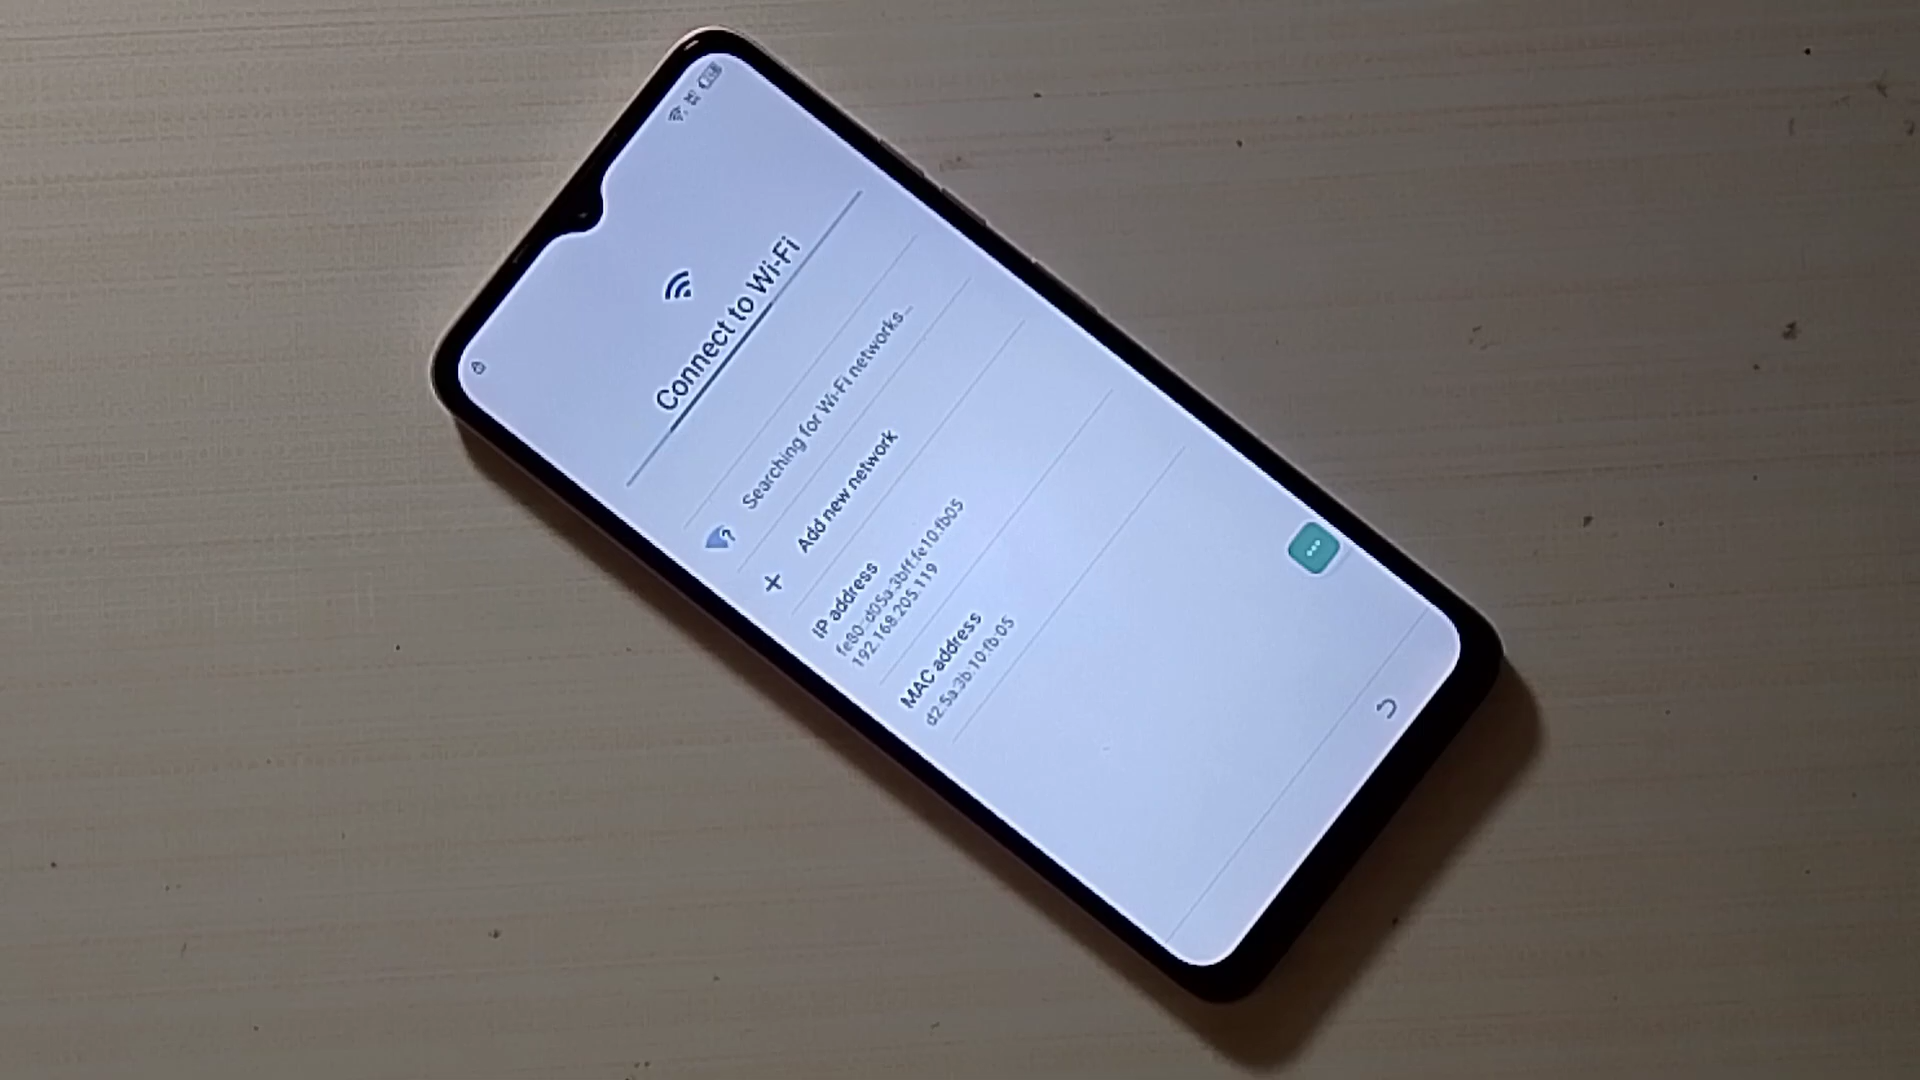 Connect to Wi-Fi
Searching for Wi-Fi networks...
Add new network
IP address
fe80::d05a:3bff:fe10:fb05
192.168.205.119
MAC address
d2:5a:3b:10:fb:05